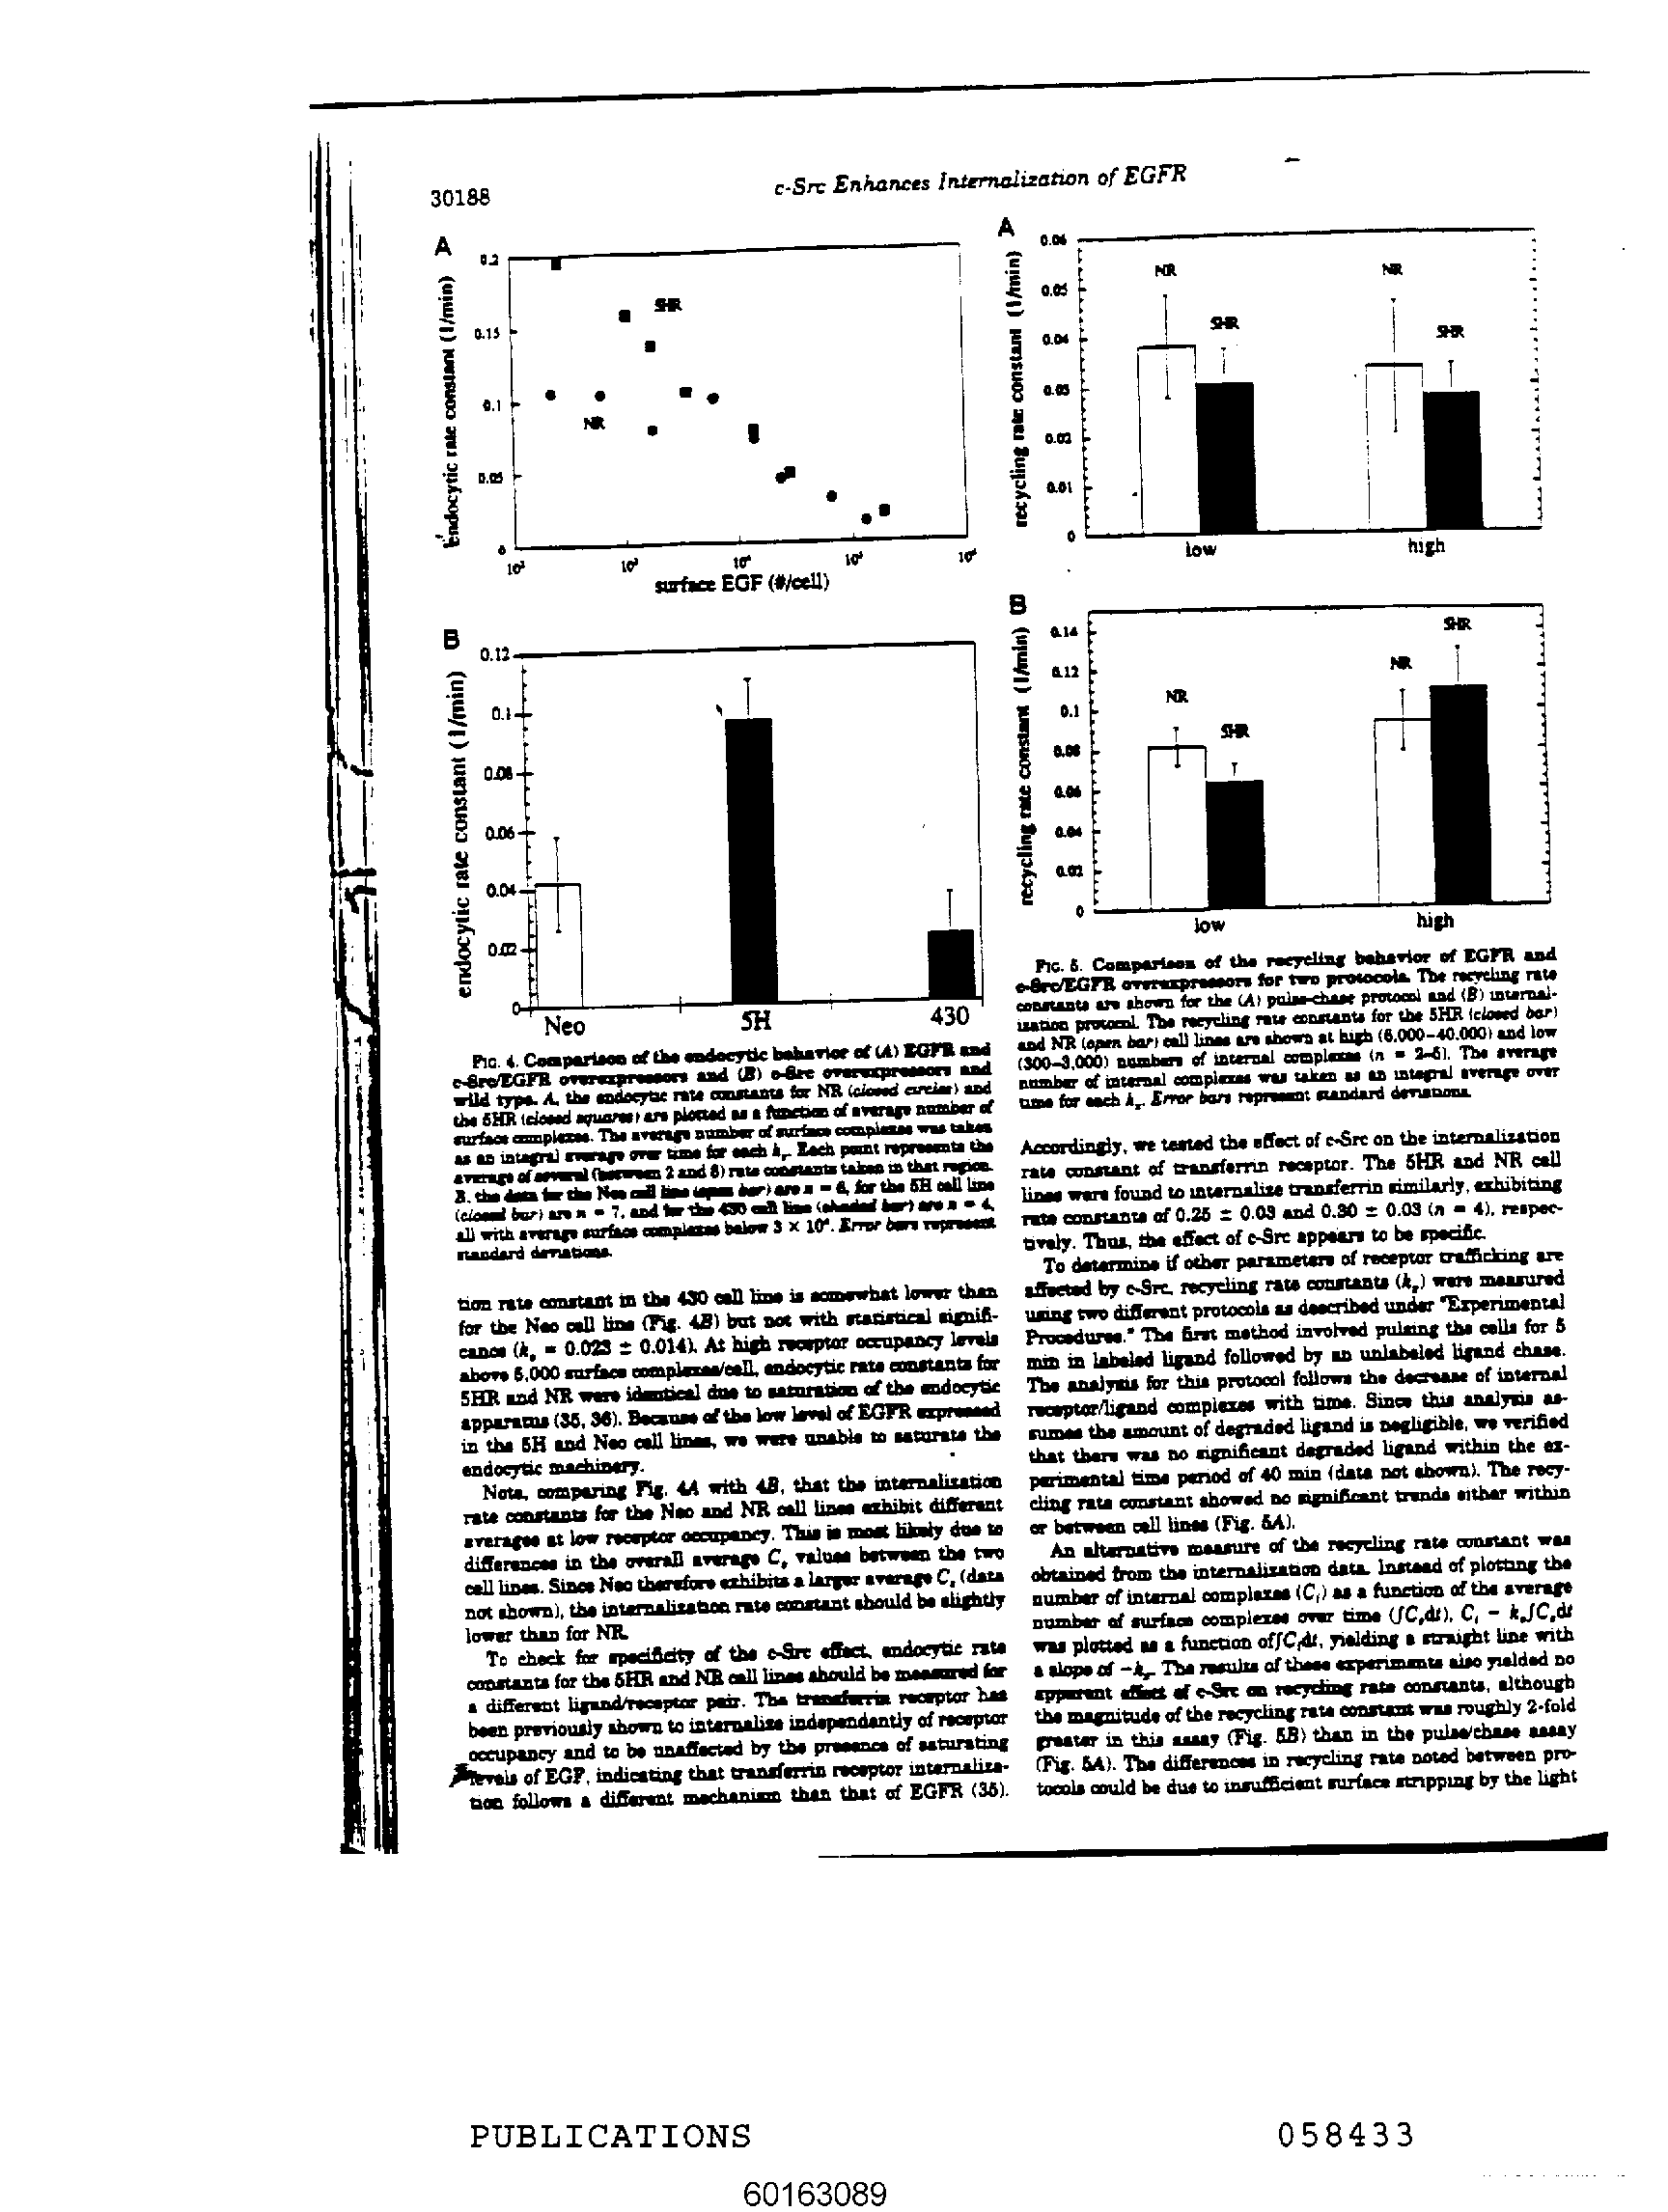 30188
c-Src Enhances Internalization of EGFR
A
endocytic rate constant (1/min)
0.2
0.15
0.1
0.05
0
5HR
NR
10²
10³
10⁴
10⁵
10⁶
surface EGF (#/cell)
B
endocytic rate constant (1/min)
0.12
0.1
0.08
0.06
0.04
0.02
0
Neo
5H
430
FIG. 4. Comparison of the endocytic behavior of (A) EGFR and
c-Src/EGFR overexpressors and (B) c-Src overexpressors and
wild type. A, the endocytic rate constants for NR (closed circles) and
the 5HR (closed squares) are plotted as a function of average number of
surface complexes. The average number of surface complexes was taken
as an integral average over time for each kₑ. Each point represents the
average of several (between 2 and 8) rate constants taken in that region.
B, the data for the Neo cell line (open bar) are n = 6, for the 5H cell line
(closed bar) are n = 7, and for the 430 cell line (shaded bar) are n = 4,
all with average surface complexes below 3 × 10³. Error bars represent
standard deviations.
tion rate constant in the 430 cell line is somewhat lower than
for the Neo cell line (Fig. 4B) but not with statistical signifi-
cance (kₑ = 0.023 ± 0.014). At high receptor occupancy levels
above 5,000 surface complexes/cell, endocytic rate constants for
5HR and NR were identical due to saturation of the endocytic
apparatus (35, 36). Because of the low level of EGFR expressed
in the 5H and Neo cell lines, we were unable to saturate the
endocytic machinery.
Note, comparing Fig. 4A with 4B, that the internalization
rate constants for the Neo and NR cell lines exhibit different
averages at low receptor occupancy. This is most likely due to
differences in the overall average Cₛ values between the two
cell lines. Since Neo therefore exhibits a larger average Cₛ (data
not shown), the internalization rate constant should be slightly
lower than for NR.
To check for specificity of the c-Src effect, endocytic rate
constants for the 5HR and NR cell lines should be measured for
a different ligand/receptor pair. The transferrin receptor has
been previously shown to internalize independently of receptor
occupancy and to be unaffected by the presence of saturating
levels of EGF, indicating that transferrin receptor internaliza-
tion follows a different mechanism than that of EGFR (35).
A
recycling rate constant (1/min)
0.06
0.05
0.04
0.03
0.02
0.01
0
NR
5HR
NR
5HR
low
high
B
recycling rate constant (1/min)
0.14
0.12
0.1
0.08
0.06
0.04
0.02
0
NR
5HR
NR
5HR
low
high
FIG. 5. Comparison of the recycling behavior of EGFR and
c-Src/EGFR overexpressors for two protocols. The recycling rate
constants are shown for the (A) pulse-chase protocol and (B) internal-
ization protocol. The recycling rate constants for the 5HR (closed bar)
and NR (open bar) cell lines are shown at high (6,000–40,000) and low
(300–3,000) numbers of internal complexes (n = 2–5). The average
number of internal complexes was taken as an integral average over
time for each kᵣ. Error bars represent standard deviations.
Accordingly, we tested the effect of c-Src on the internalization
rate constant of transferrin receptor. The 5HR and NR cell
lines were found to internalize transferrin similarly, exhibiting
rate constants of 0.25 ± 0.03 and 0.30 ± 0.03 (n = 4), respec-
tively. Thus, the effect of c-Src appears to be specific.
To determine if other parameters of receptor trafficking are
affected by c-Src, recycling rate constants (kᵣ) were measured
using two different protocols as described under "Experimental
Procedures." The first method involved pulsing the cells for 5
min in labeled ligand followed by an unlabeled ligand chase.
The analysis for this protocol follows the decrease of internal
receptor/ligand complexes with time. Since this analysis as-
sumes the amount of degraded ligand is negligible, we verified
that there was no significant degraded ligand within the ex-
perimental time period of 40 min (data not shown). The recy-
cling rate constant showed no significant trends either within
or between cell lines (Fig. 5A).
An alternative measure of the recycling rate constant was
obtained from the internalization data. Instead of plotting the
number of internal complexes (Cᵢ) as a function of the average
number of surface complexes over time (∫Cₛdt), Cᵢ − kₑ∫Cₛdt
was plotted as a function of∫Cᵢdt, yielding a straight line with
a slope of −kᵣ. The results of these experiments also yielded no
apparent effect of c-Src on recycling rate constants, although
the magnitude of the recycling rate constant was roughly 2-fold
greater in this assay (Fig. 5B) than in the pulse/chase assay
(Fig. 5A). The differences in recycling rate noted between pro-
tocols could be due to insufficient surface stripping by the light
PUBLICATIONS
058433
60163089